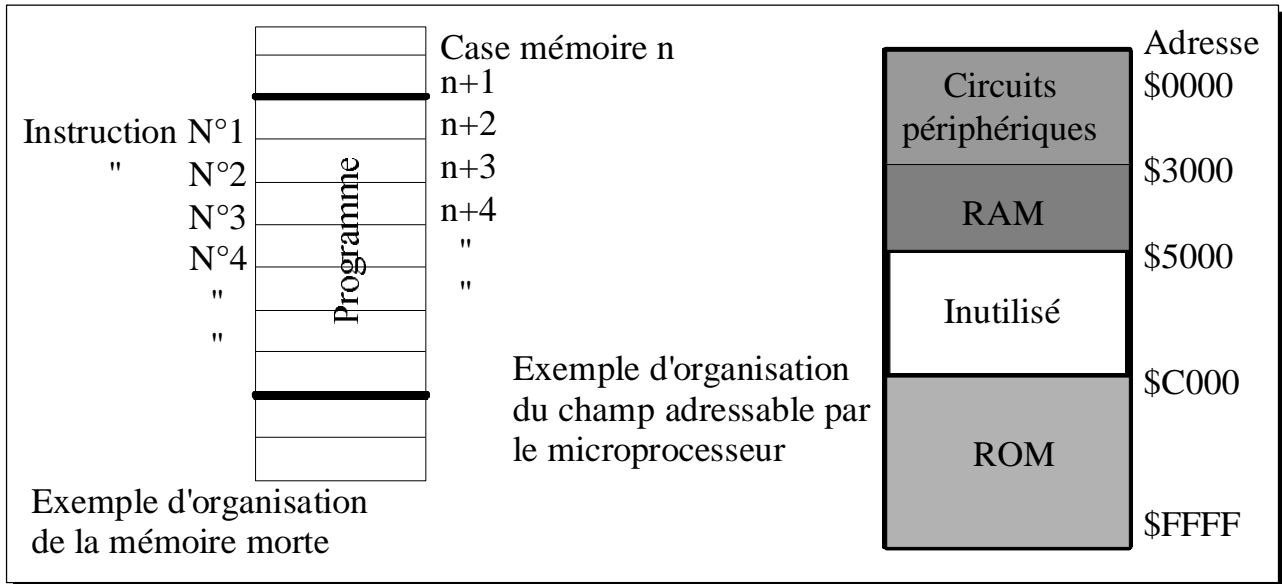 Case mémoire n
n+1
Instruction N°1
n+2
" N°2
n+3
N°3
n+4
N°4
"
"
"
"
Programme
Exemple d'organisation
de la mémoire morte
Exemple d'organisation
du champ adressable par
le microprocesseur
Adresse
Circuits
périphériques
$0000
$3000
RAM
$5000
Inutilisé
$C000
ROM
$FFFF